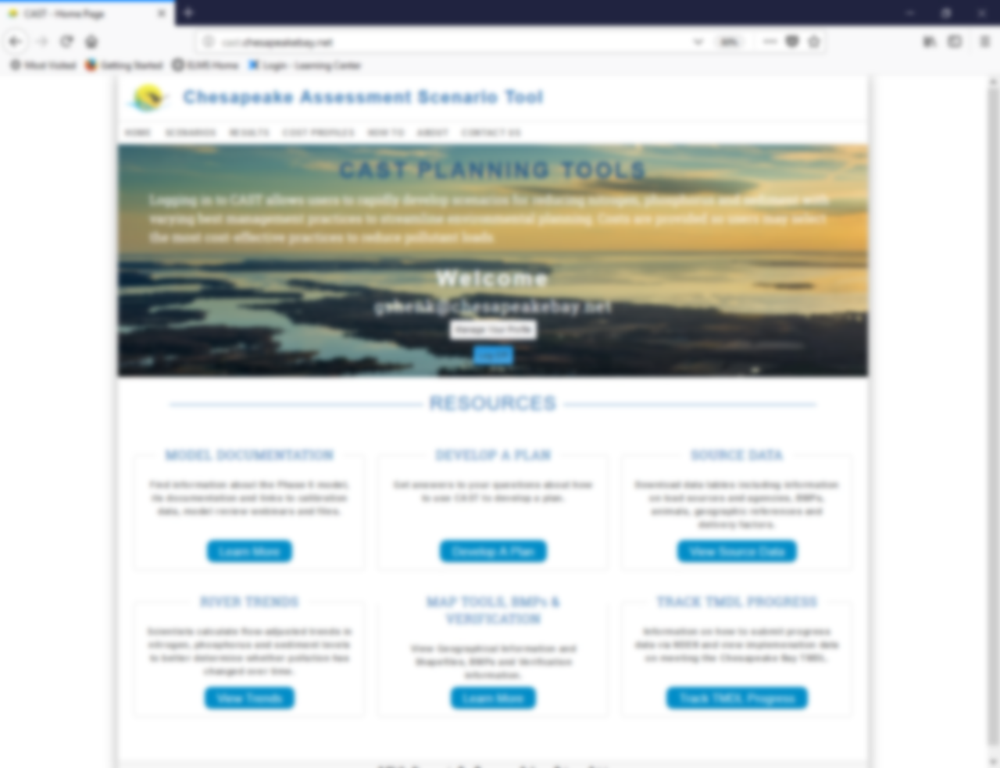 CAST - Home Page
cast.chesapeakebay.net
Most Visited Getting Started Login - Learning Center
Chesapeake Assessment Scenario Tool
HOME SCENARIOS RESULTS COST PROFILES HOW TO ABOUT CONTACT US
CAST PLANNING TOOLS
Logging in to CAST allows users to rapidly develop scenarios for reducing nitrogen, phosphorus and sediment with
varying best management practices to streamline environmental planning. Costs are provided so users may select
the most cost-effective practices to reduce pollutant loads.
Welcome
gshenk@chesapeakebay.net
Manage Your Profile
Log Off
RESOURCES
MODEL DOCUMENTATION
Find information about the Phase 6 model,
its documentation and links to calibration
data, model review webinars and files.
Learn More
DEVELOP A PLAN
Get answers to your questions about how
to use CAST to develop a plan.
Develop A Plan
SOURCE DATA
Download data tables including information
on load sources and agencies, BMPs,
animals, geographic references and
delivery factors.
View Source Data
RIVER TRENDS
Scientists calculate flow-adjusted trends in
nitrogen, phosphorus and sediment levels
to better determine whether pollution has
changed over time.
View Trends
MAP TOOLS, BMPs &
VERIFICATION
View Geographical Information and
Shapefiles, BMPs and Verification
information.
Learn More
TRACK TMDL PROGRESS
Information on how to submit progress
data via NEIEN and view implementation data
on meeting the Chesapeake Bay TMDL.
Track TMDL Progress